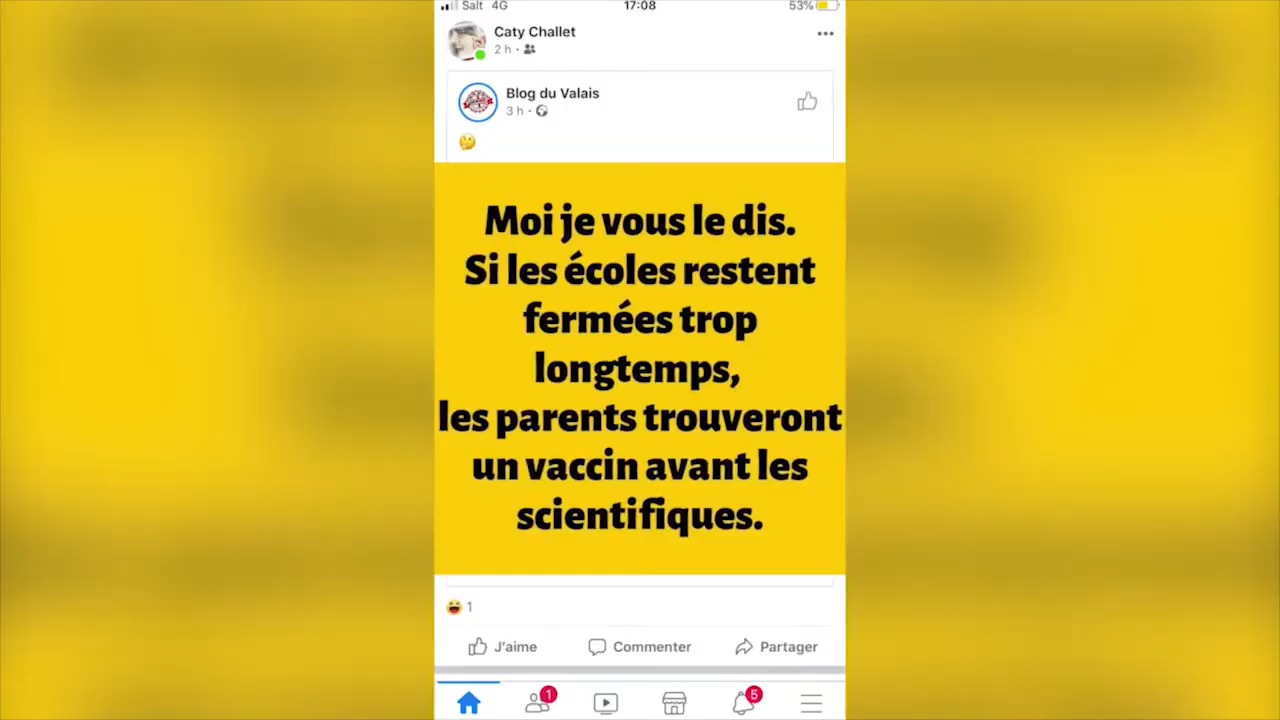 Salt 4G 17:08 53%
Caty Challet
2 h ·
Blog du Valais
3 h ·
Moi je vous le dis.
Si les écoles restent
fermées trop
longtemps,
les parents trouveront
un vaccin avant les
scientifiques.
1
J'aime Commenter Partager
1 5